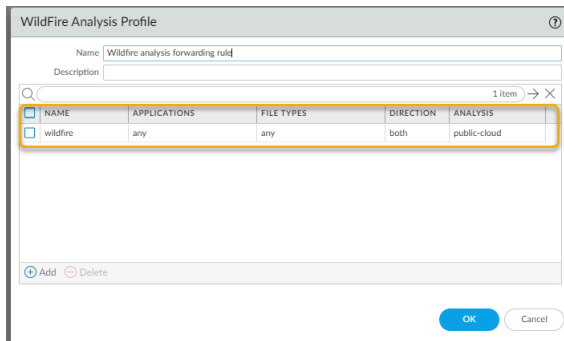 WildFire Analysis Profile
Name Wildfire analysis forwarding rule
Description
1 item
NAME APPLICATIONS FILE TYPES DIRECTION ANALYSIS
wildfire any any both public-cloud
Add Delete
OK Cancel